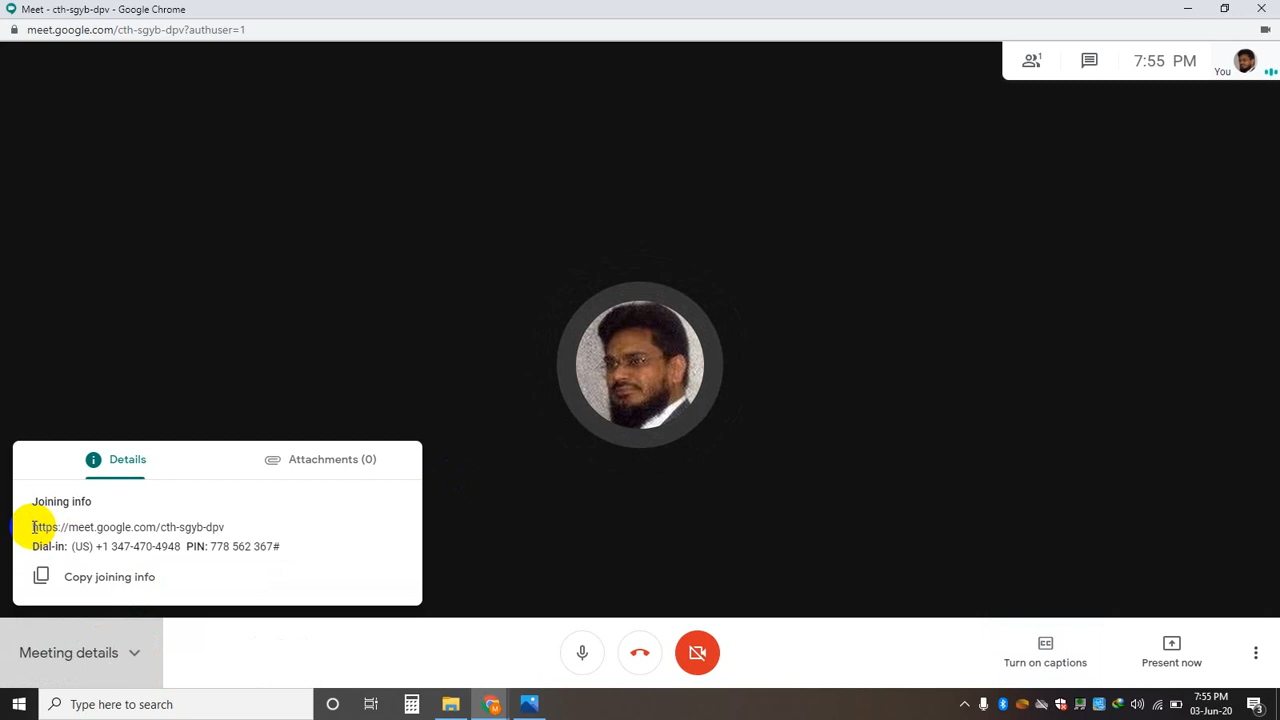 Meet - cth-sgyb-dpv - Google Chrome
meet.google.com/cth-sgyb-dpv?authuser=1
1
7:55 PM
You
Details
Attachments (0)
Joining info
https://meet.google.com/cth-sgyb-dpv
Dial-in: (US) +1 347-470-4948 PIN: 778 562 367#
Copy joining info
Meeting details
Turn on captions
Present now
Type here to search
7:55 PM
03-Jun-20
3